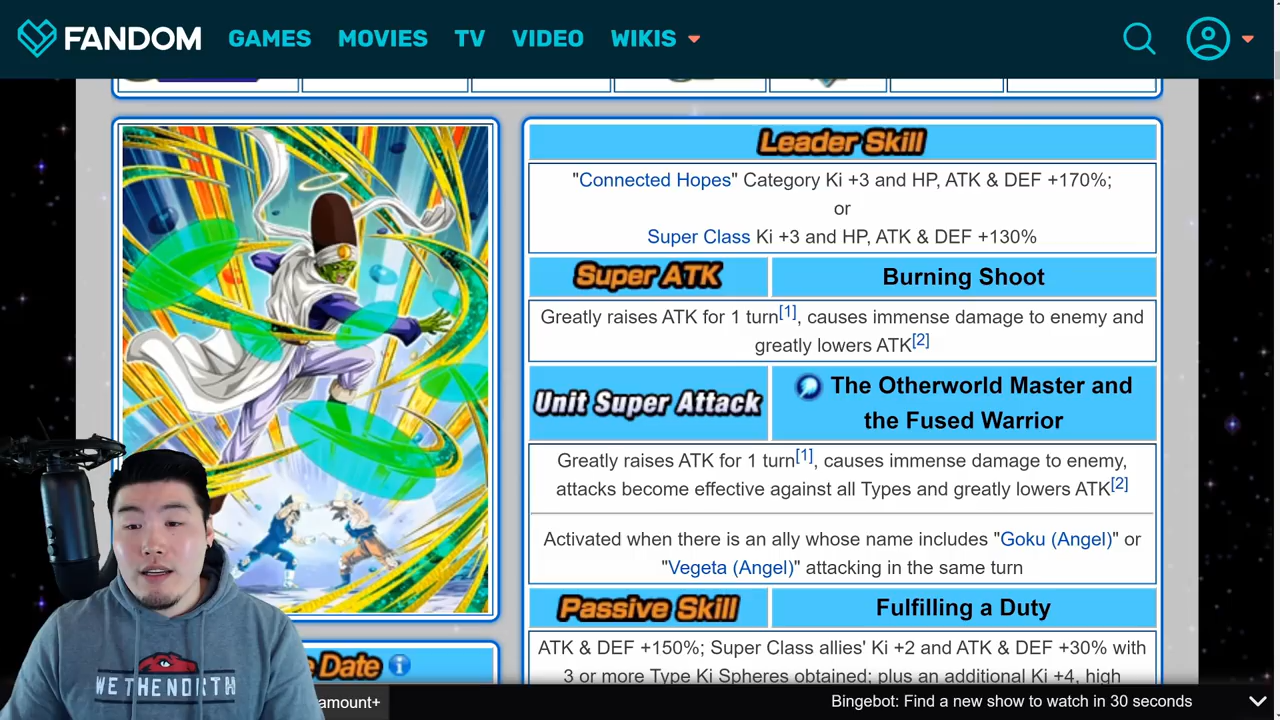 FANDOM GAMES MOVIES TV VIDEO WIKIS
Leader Skill
"Connected Hopes" Category Ki +3 and HP, ATK & DEF +170%;
or
Super Class Ki +3 and HP, ATK & DEF +130%
Super ATK
Burning Shoot
Greatly raises ATK for 1 turn[1], causes immense damage to enemy and
greatly lowers ATK[2]
Unit Super Attack
The Otherworld Master and
the Fused Warrior
Greatly raises ATK for 1 turn[1], causes immense damage to enemy,
attacks become effective against all Types and greatly lowers ATK[2]
Activated when there is an ally whose name includes "Goku (Angel)" or
"Vegeta (Angel)" attacking in the same turn
Passive Skill
Fulfilling a Duty
ATK & DEF +150%; Super Class allies' Ki +2 and ATK & DEF +30% with
3 or more Type Ki Spheres obtained; plus an additional Ki +4, high
Date
WE THE NORTH
amount+
Bingebot: Find a new show to watch in 30 seconds